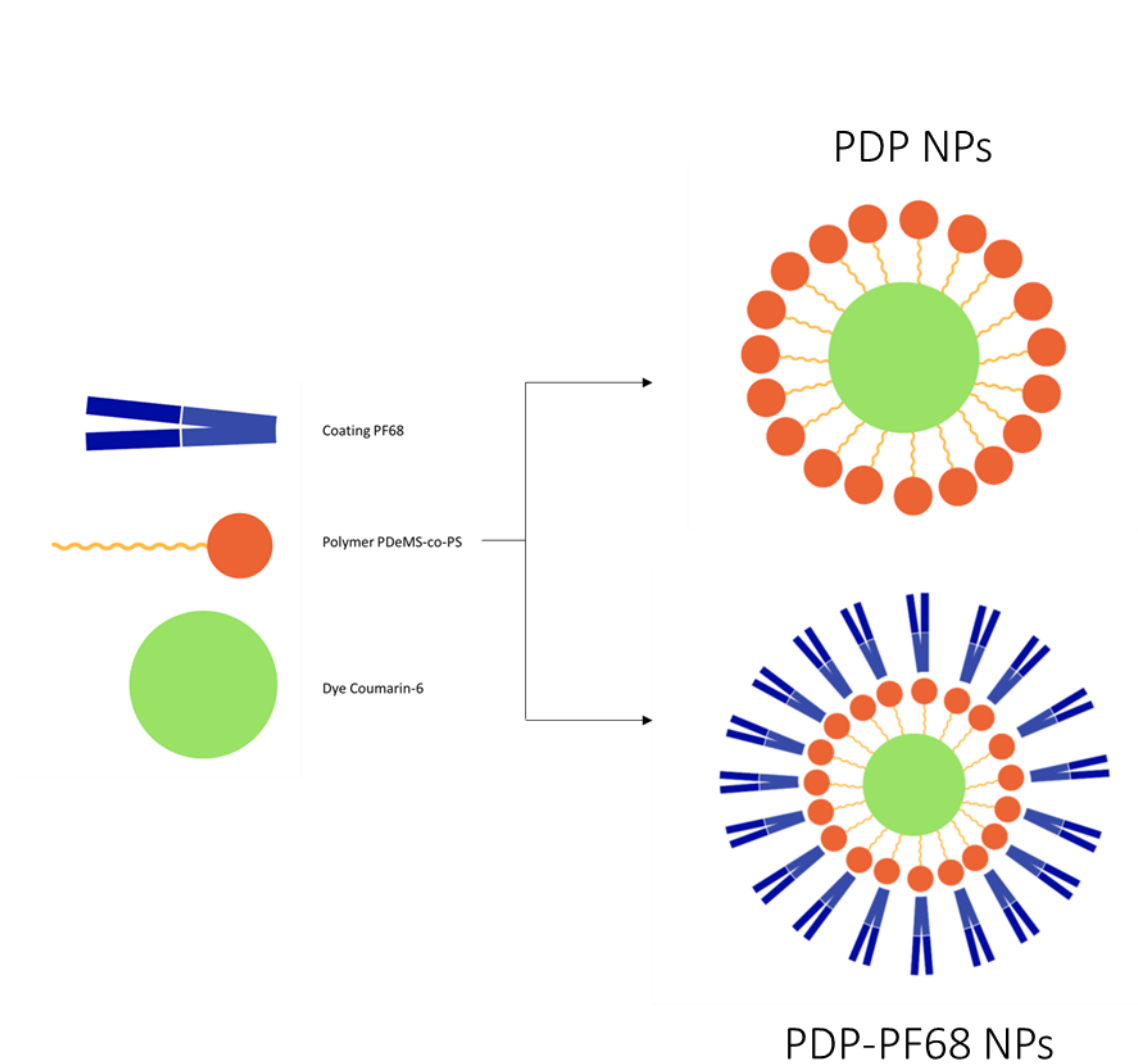 PDP NPs
Coating PF68
Polymer PDeMS-co-PS
Dye Coumarin-6
PDP-PF68 NPs